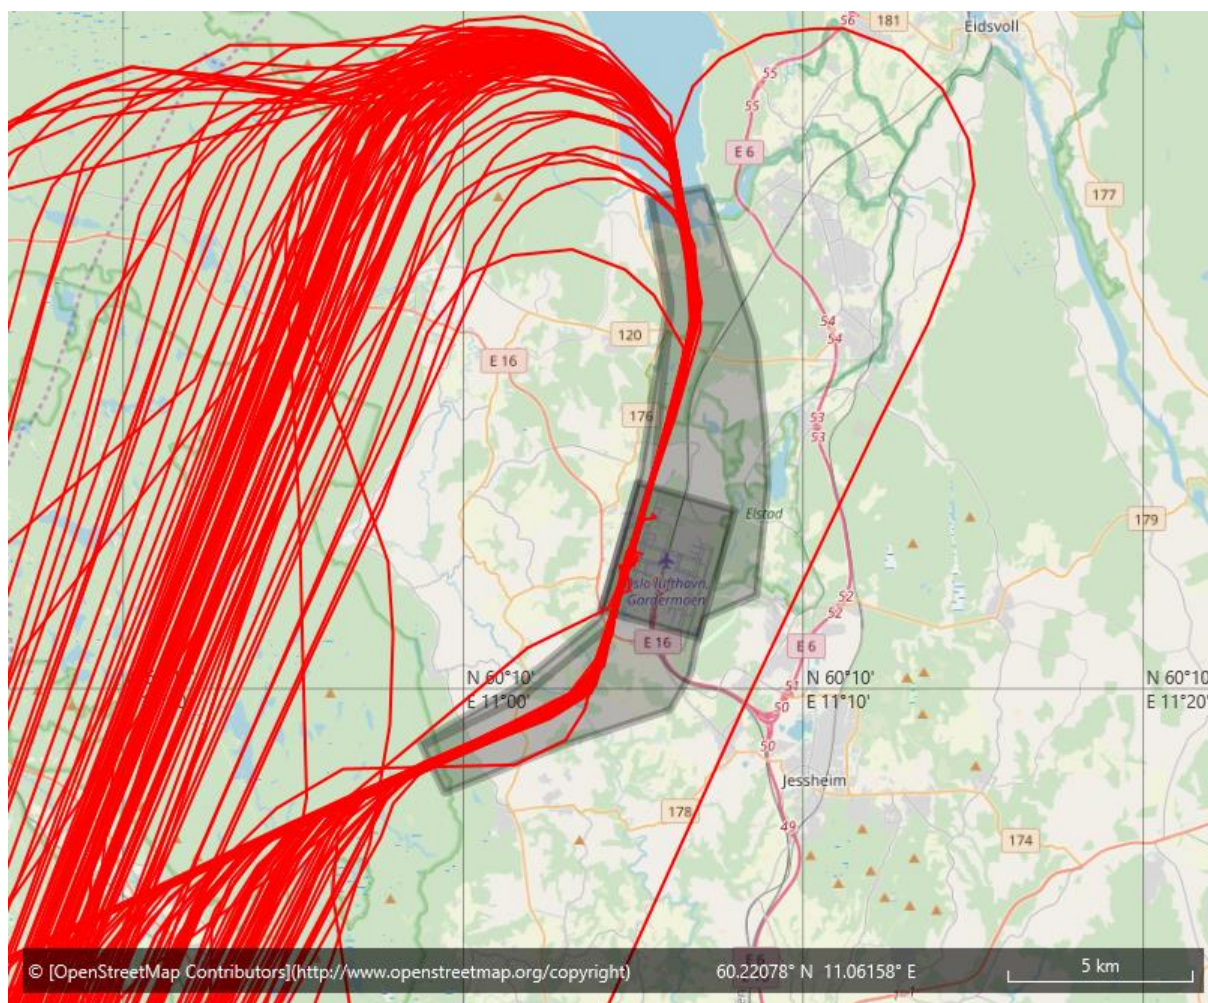 56
181
Eidsvoll
55
55
E 6
177
54
120
54
E 16
176
53
53
Elstad
179
Oslo lufthavn,
Gardermoen
52
52
E 16
E 6
N 60°10'
N 60°10'
N 60°10'
51
E 11°00'
E 11°10'
E 11°20'
50
50
Jessheim
178
49
174
E 6
© [OpenStreetMap Contributors](http://www.openstreetmap.org/copyright)
60.22078° N 11.06158° E
5 km